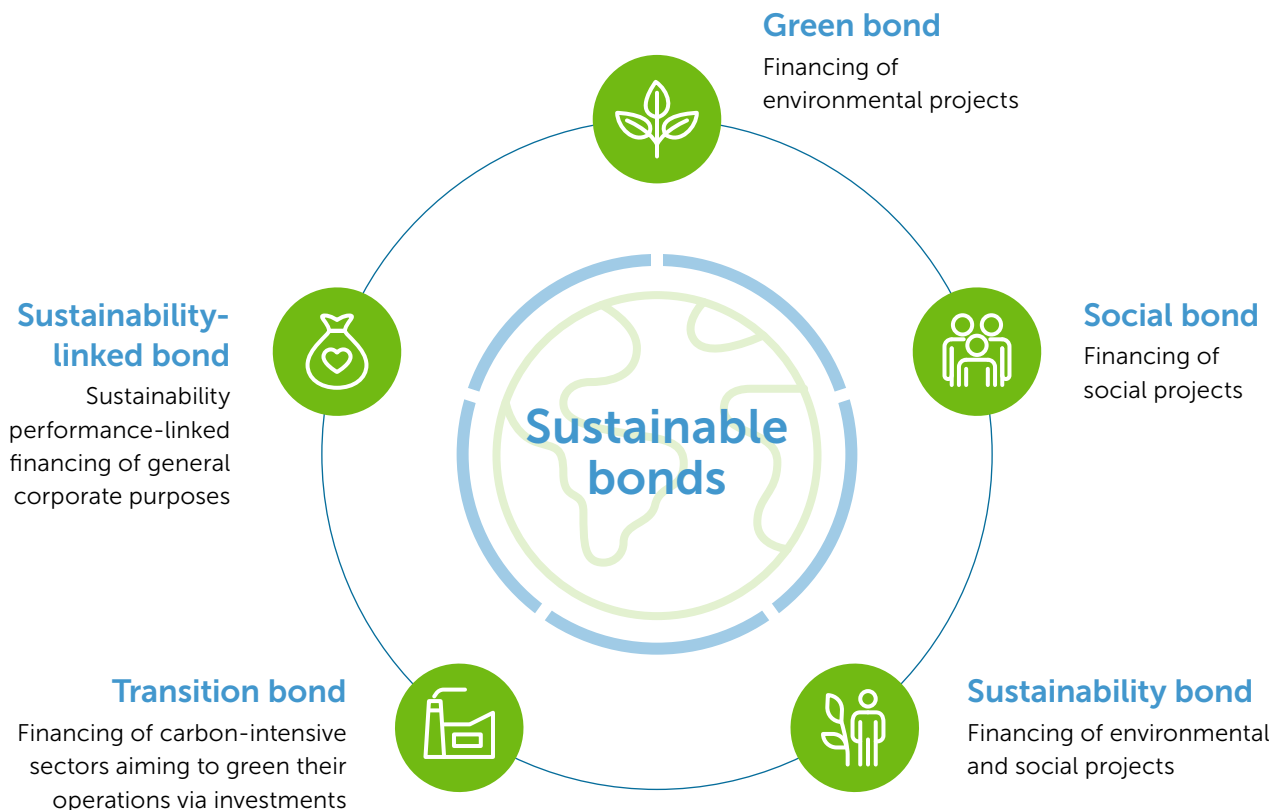 Green bond
Financing of
environmental projects
Social bond
Financing of
social projects
Sustainability bond
Financing of environmental
and social projects
Transition bond
Financing of carbon-intensive
sectors aiming to green their
operations via investments
Sustainability-
linked bond
Sustainability
performance-linked
financing of general
corporate purposes
Sustainable
bonds